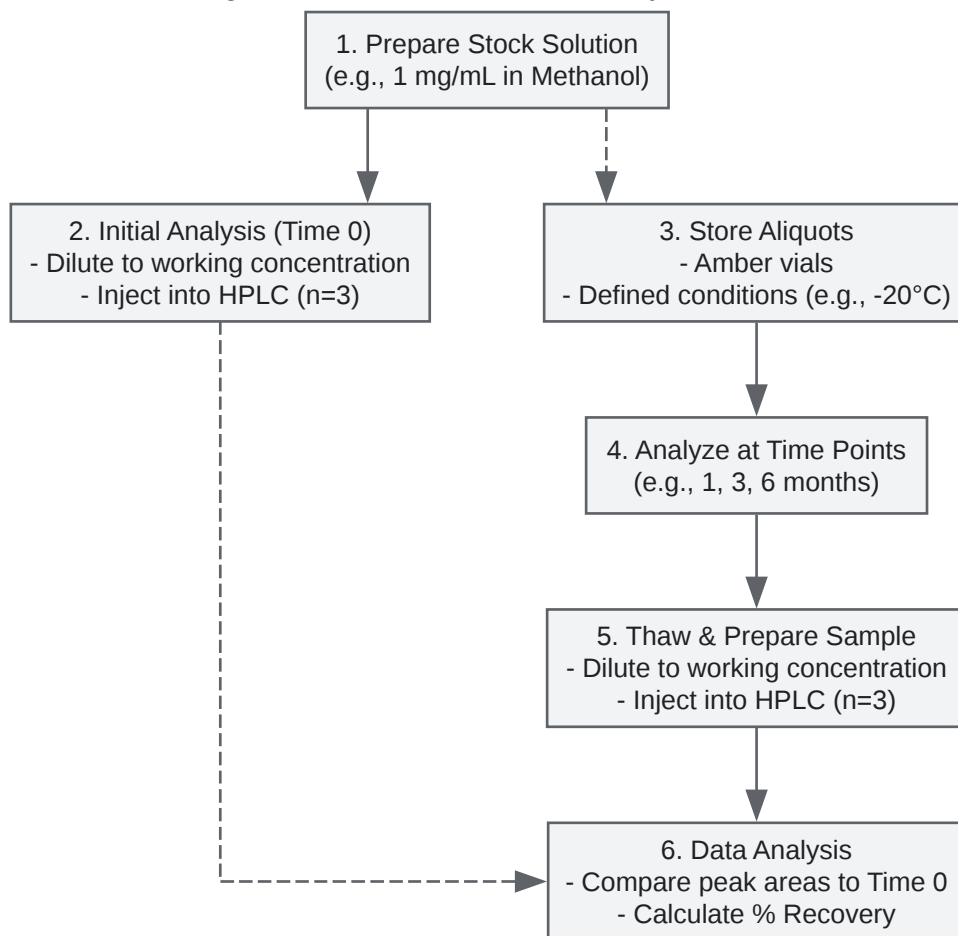 1. Prepare Stock Solution
(e.g., 1 mg/mL in Methanol)
2. Initial Analysis (Time 0)
- Dilute to working concentration
- Inject into HPLC (n=3)
3. Store Aliquots
- Amber vials
- Defined conditions (e.g., -20°C)
4. Analyze at Time Points
(e.g., 1, 3, 6 months)
5. Thaw & Prepare Sample
- Dilute to working concentration
- Inject into HPLC (n=3)
6. Data Analysis
- Compare peak areas to Time 0
- Calculate % Recovery